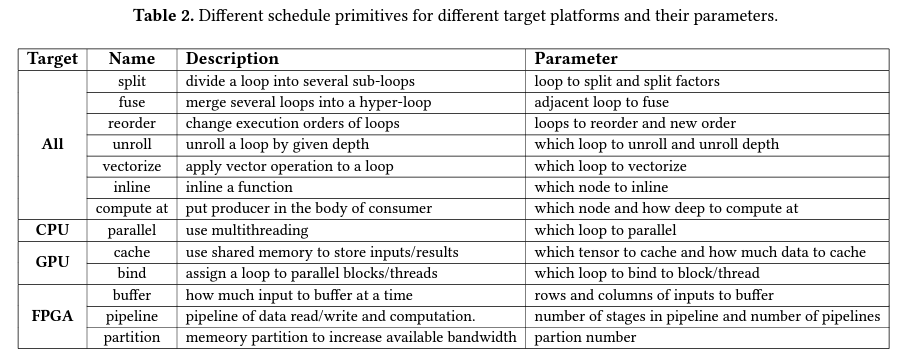 Table 2. Different schedule primitives for different target platforms and their parameters.
Target Name Description Parameter
split divide a loop into several sub-loops loop to split and split factors
fuse merge several loops into a hyper-loop adjacent loop to fuse
reorder change execution orders of loops loops to reorder and new order
All unroll unroll a loop by given depth which loop to unroll and unroll depth
vectorize apply vector operation to a loop which loop to vectorize
inline inline a function which node to inline
compute at put producer in the body of consumer which node and how deep to compute at
CPU parallel use multithreading which loop to parallel
GPU cache use shared memory to store inputs/results which tensor to cache and how much data to cache
bind assign a loop to parallel blocks/threads which loop to bind to block/thread
buffer how much input to buffer at a time rows and columns of inputs to buffer
FPGA pipeline pipeline of data read/write and computation. number of stages in pipeline and number of pipelines
partition memeory partition to increase available bandwidth partion number